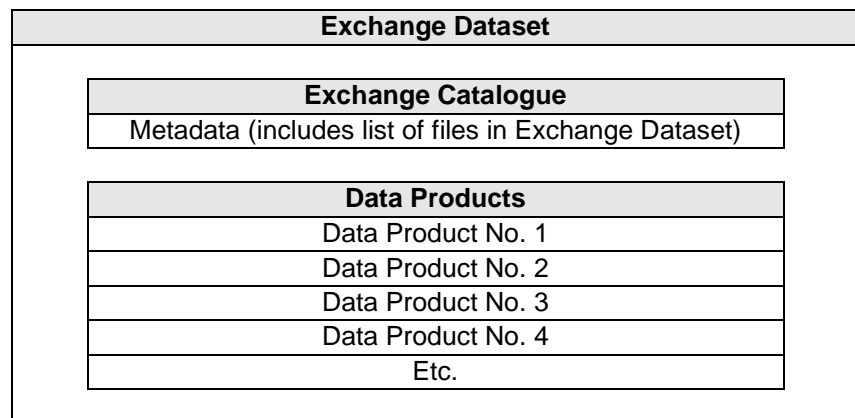 Exchange Dataset
Exchange Catalogue
Metadata (includes list of files in Exchange Dataset)
Data Products
Data Product No. 1
Data Product No. 2
Data Product No. 3
Data Product No. 4
Etc.